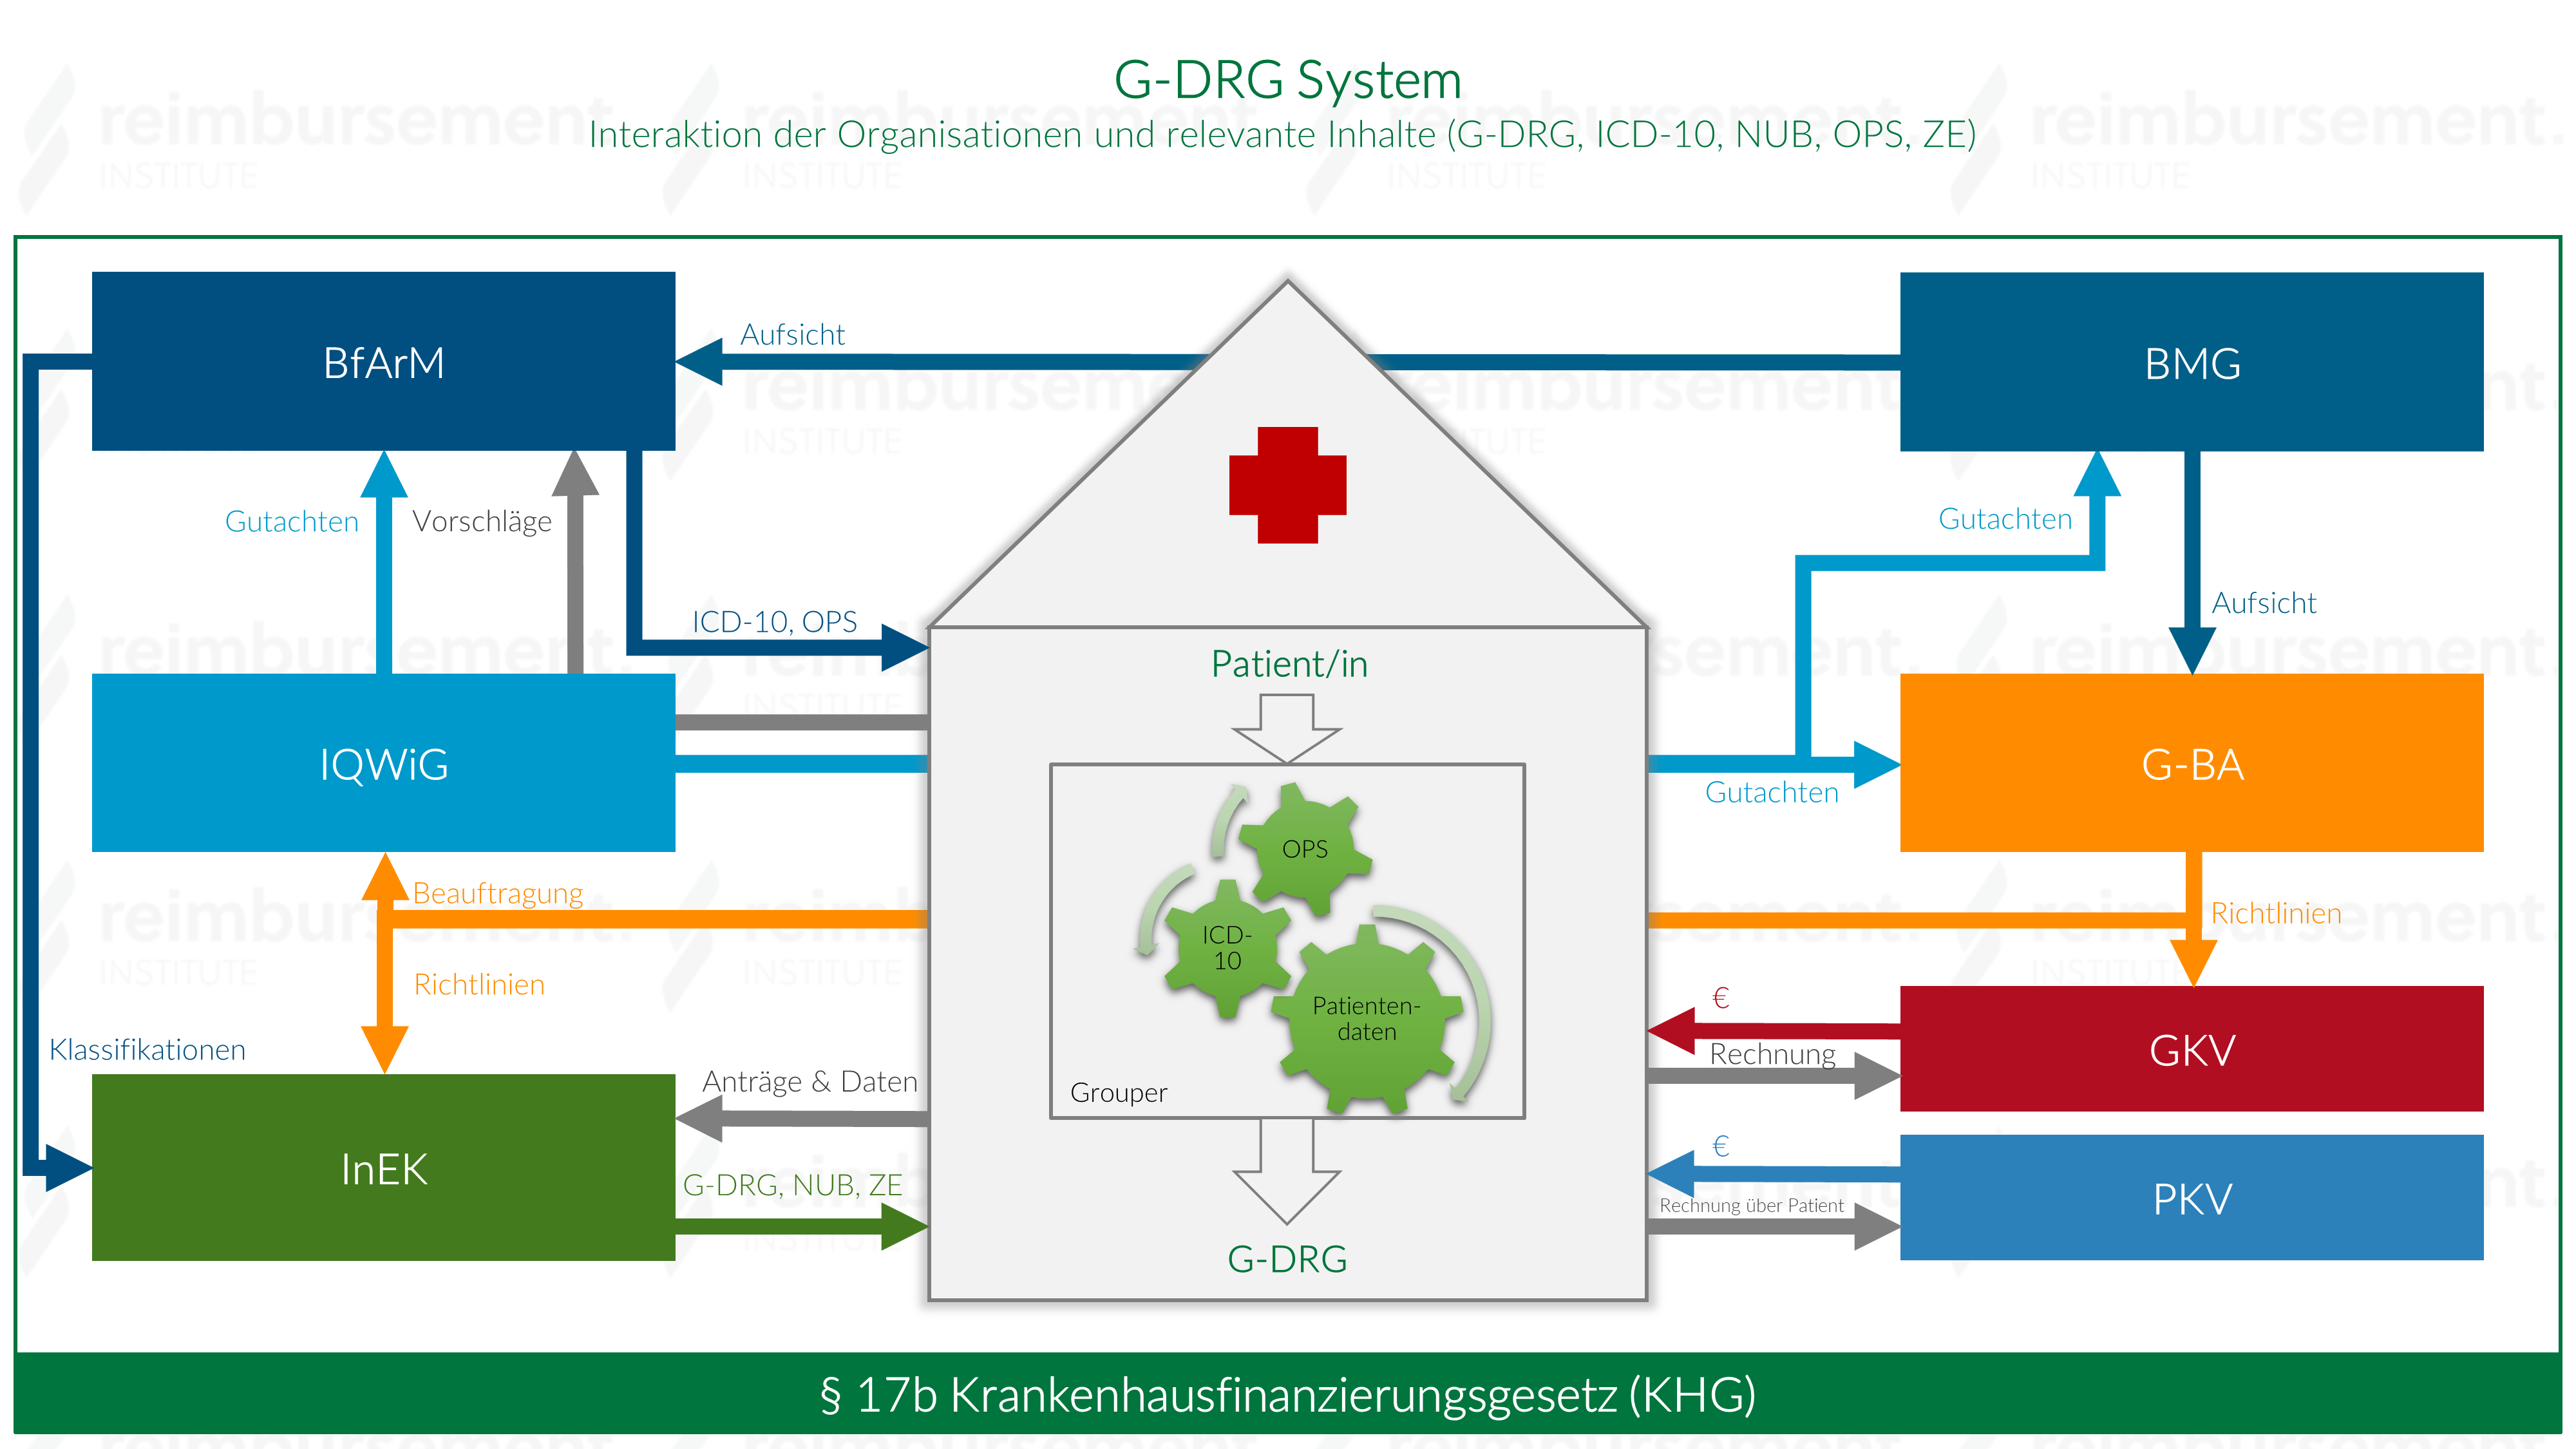 G-DRG System
Interaktion der Organisationen und relevante Inhalte (G-DRG, ICD-10, NUB, OPS, ZE)
BfArM
Aufsicht
BMG
Gutachten
Vorschläge
ICD-10, OPS
Gutachten
Aufsicht
Patient/in
IQWiG
Gutachten
G-BA
OPS
ICD-
10
Patienten-
daten
Grouper
Beauftragung
Richtlinien
Richtlinien
Klassifikationen
Anträge & Daten
€
Rechnung
GKV
InEK
G-DRG, NUB, ZE
€
Rechnung über Patient
PKV
G-DRG
§ 17b Krankenhausfinanzierungsgesetz (KHG)
reimbursement.
INSTITUTE